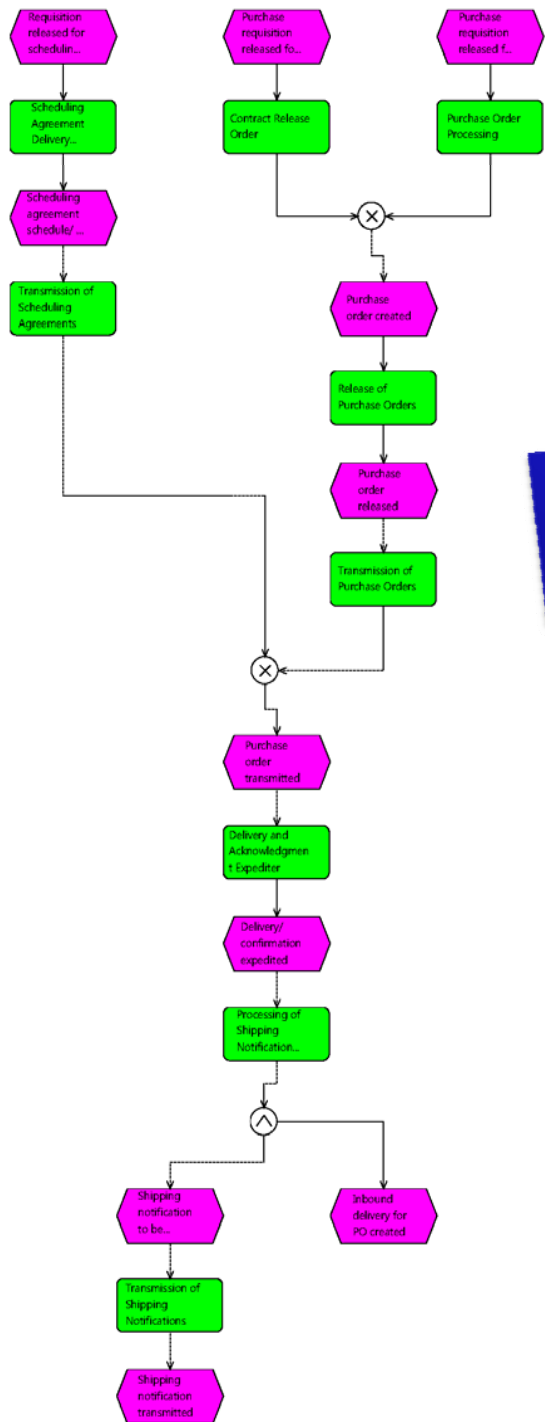 Requisition
released for
schedulin...
Purchase
requisition
released fo...
Purchase
requisition
released f...
Scheduling
Agreement
Delivery...
Contract Release
Order
Purchase Order
Processing
Scheduling
agreement
schedule/ ...
Transmission of
Scheduling
Agreements
Purchase
order created
Release of
Purchase Orders
Purchase
order
released
Transmission of
Purchase Orders
Purchase
order
transmitted
Delivery and
Acknowledgmen
t Expediter
Delivery/
confirmation
expedited
Processing of
Shipping
Notification...
Shipping
notification
to be...
Inbound
delivery for
PO created
Transmission of
Shipping
Notifications
Shipping
notification
transmitted